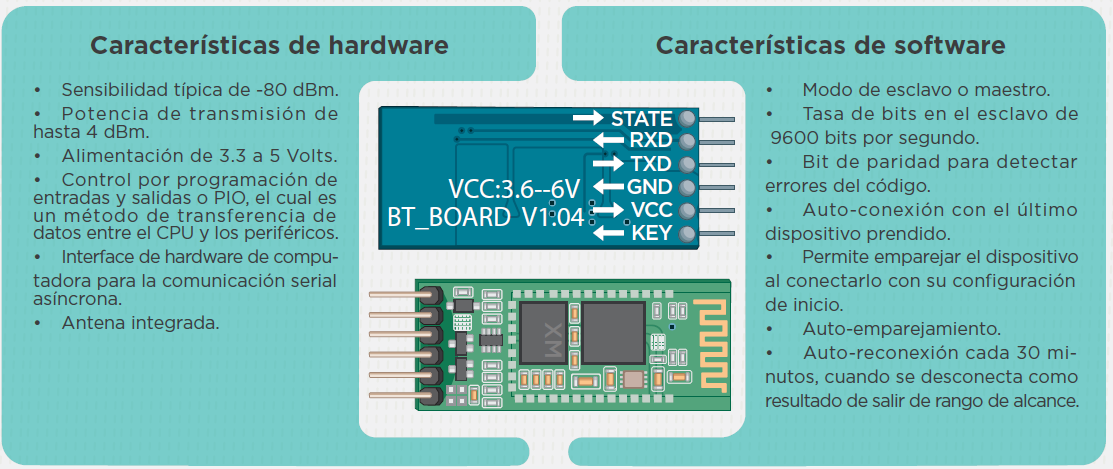 Características de hardware
• Sensibilidad típica de -80 dBm.
• Potencia de transmisión de
hasta 4 dBm.
• Alimentación de 3.3 a 5 Volts.
• Control por programación de
entradas y salidas o PIO, el cual es
un método de transferencia de
datos entre el CPU y los periféricos.
• Interface de hardware de compu-
tadora para la comunicación serial
asíncrona.
• Antena integrada.
STATE
RXD
TXD
GND
VCC
KEY
VCC:3.6--6V
BT_BOARD V1:04
XM
Características de software
• Modo de esclavo o maestro.
• Tasa de bits en el esclavo de
9600 bits por segundo.
• Bit de paridad para detectar
errores del código.
• Auto-conexión con el último
dispositivo prendido.
• Permite emparejar el dispositivo
al conectarlo con su configuración
de inicio.
• Auto-emparejamiento.
• Auto-reconexión cada 30 mi-
nutos, cuando se desconecta como
resultado de salir de rango de alcance.